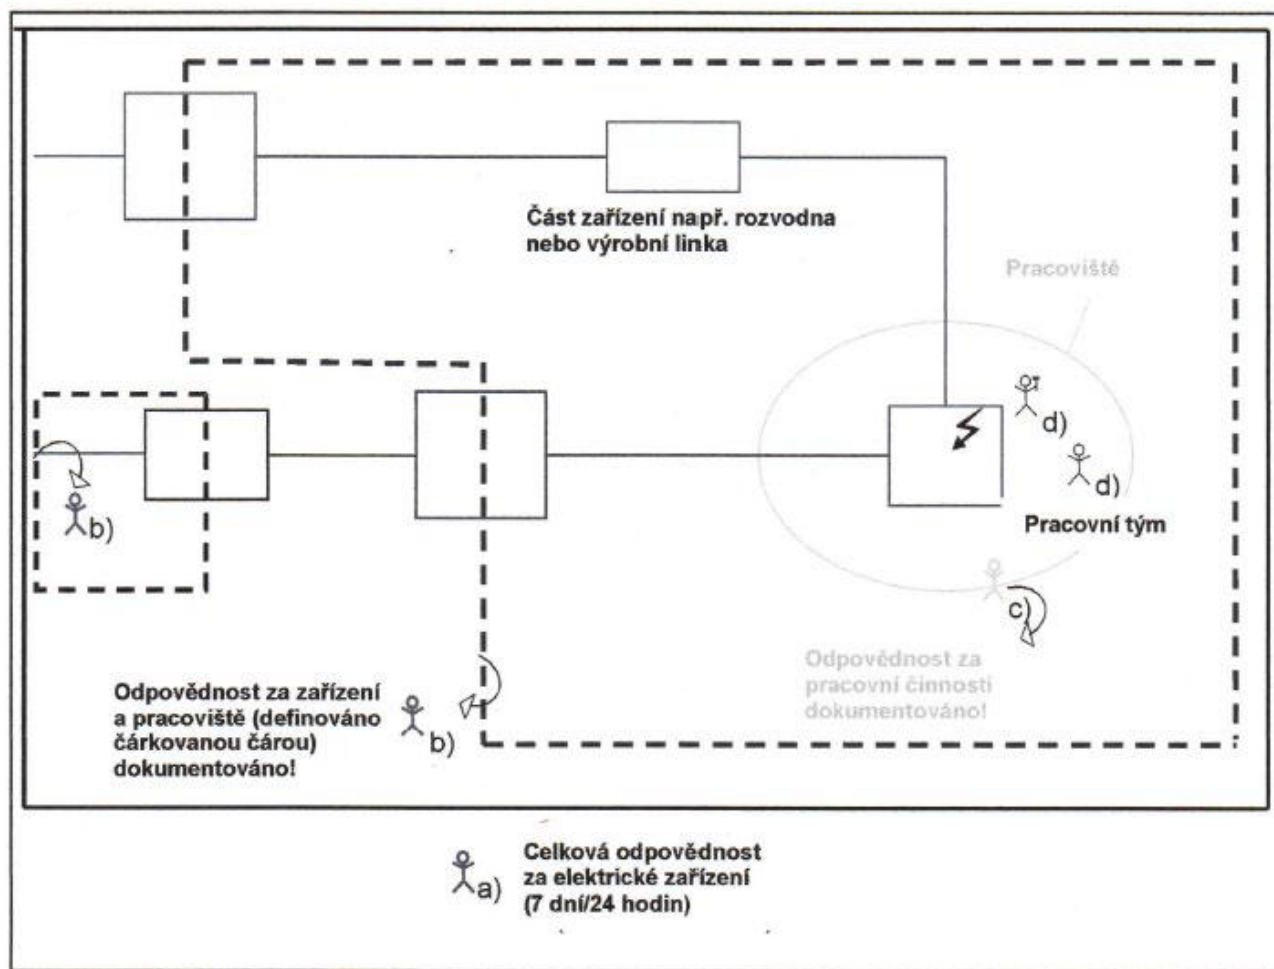 Část zařízení např. rozvodna
nebo výrobní linka
Pracoviště
d)
d)
Pracovní tým
b)
c)
Odpovědnost za
pracovní činnosti
dokumentováno!
Odpovědnost za zařízení
a pracoviště (definováno
čárkovanou čárou)
dokumentováno!
b)
Celková odpovědnost
za elektrické zařízení
(7 dní/24 hodin)
a)